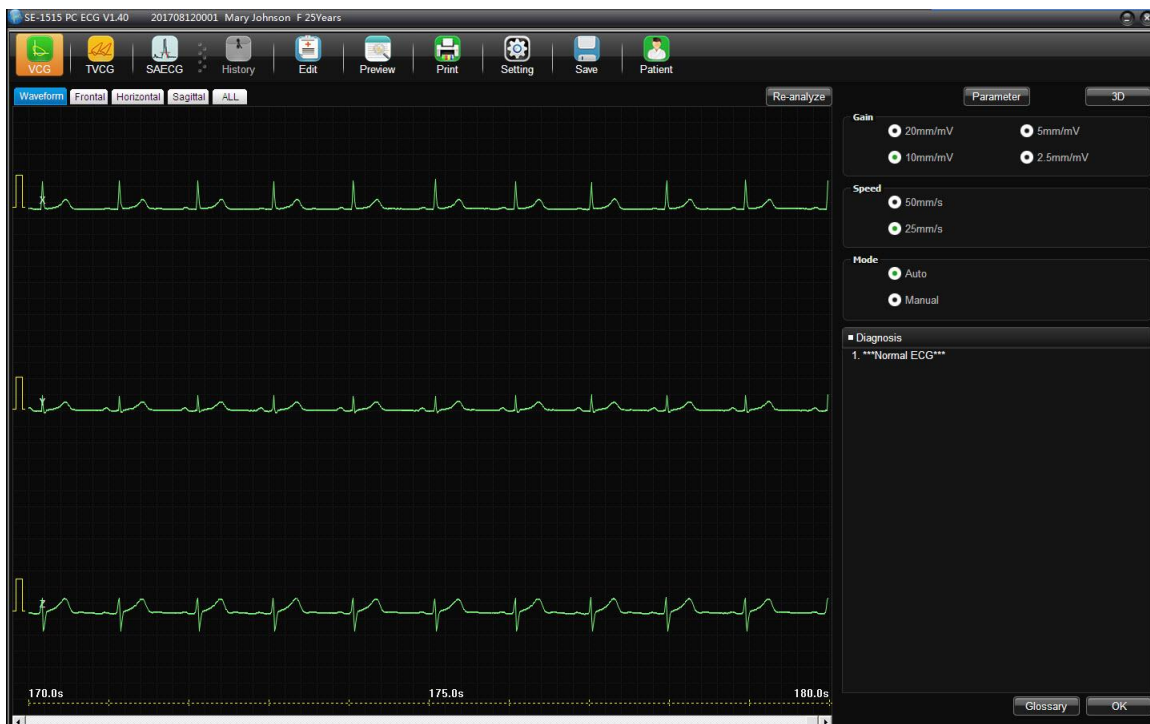 SE-1515 PC ECG V1.40 201708120001 Mary Johnson F 25Years
VCG TVCG SAECG History Edit Preview Print Setting Save Patient
Waveform Frontal Horizontal Sagittal ALL Re-analyze Parameter 3D
Gain
20mm/mV 5mm/mV
10mm/mV 2.5mm/mV
Speed
50mm/s
25mm/s
Mode
Auto
Manual
Diagnosis
1. ***Normal ECG***
X
Y
Z
170.0s 175.0s 180.0s
Glossary OK